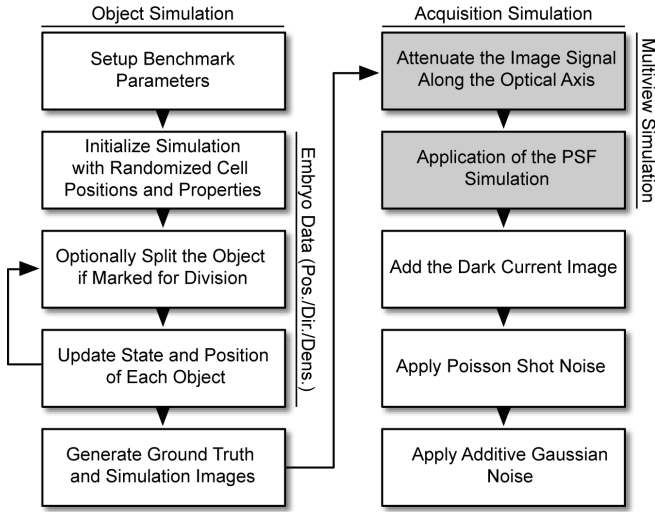 Object Simulation
Setup Benchmark
Parameters
Initialize Simulation
with Randomized Cell
Positions and Properties
Optionally Split the Object
if Marked for Division
Update State and Position
of Each Object
Generate Ground Truth
and Simulation Images
Embryo Data (Pos./Dir./Dens.)
Acquisition Simulation
Attenuate the Image Signal
Along the Optical Axis
Application of the PSF
Simulation
Add the Dark Current Image
Apply Poisson Shot Noise
Apply Additive Gaussian
Noise
Multiview Simulation